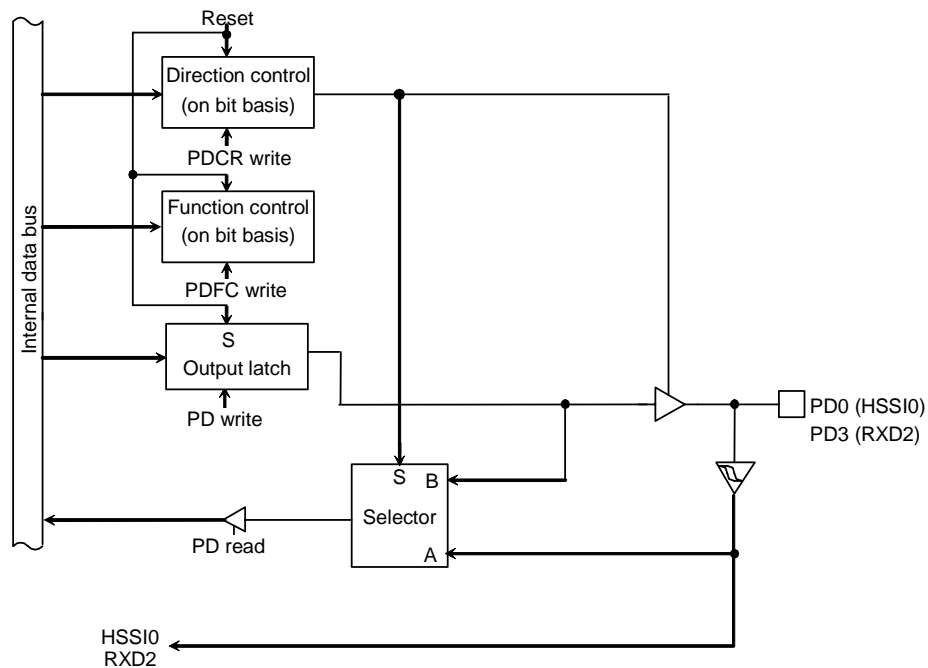 Reset
Direction control
(on bit basis)
PDCR write
Function control
(on bit basis)
PDFC write
Internal data bus
S
Output latch
PD write
PD0 (HSSI0)
PD3 (RXD2)
S
B
Selector
A
PD read
HSSI0
RXD2